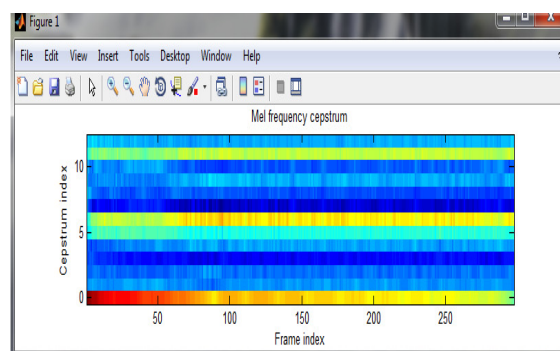 Figure 1
File Edit View Insert Tools Desktop Window Help
Mel frequency cepstrum
10
5
0
Cepstrum index
50 100 150 200 250
Frame index